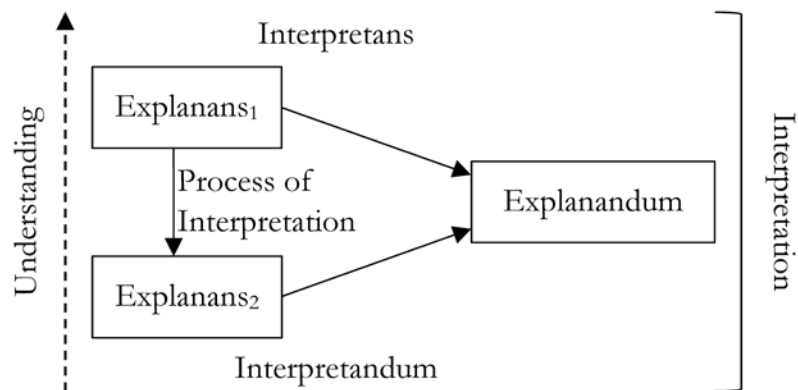 Interpretans
Explanans₁
Process of
Interpretation
Explanans₂
Interpretandum
Explanandum
Understanding
Interpretation